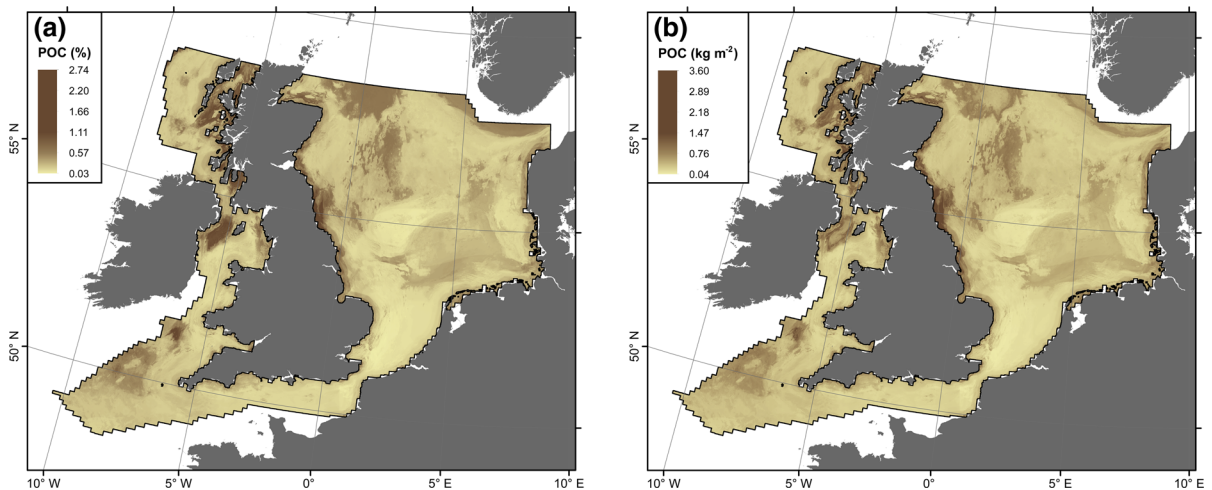 (a)
POC (%)
2.74
2.20
1.66
1.11
0.57
0.03
55° N
50° N
10° W
5° W
0°
5° E
10° E
(b)
POC (kg m⁻²)
3.60
2.89
2.18
1.47
0.76
0.04
55° N
50° N
10° W
5° W
0°
5° E
10° E